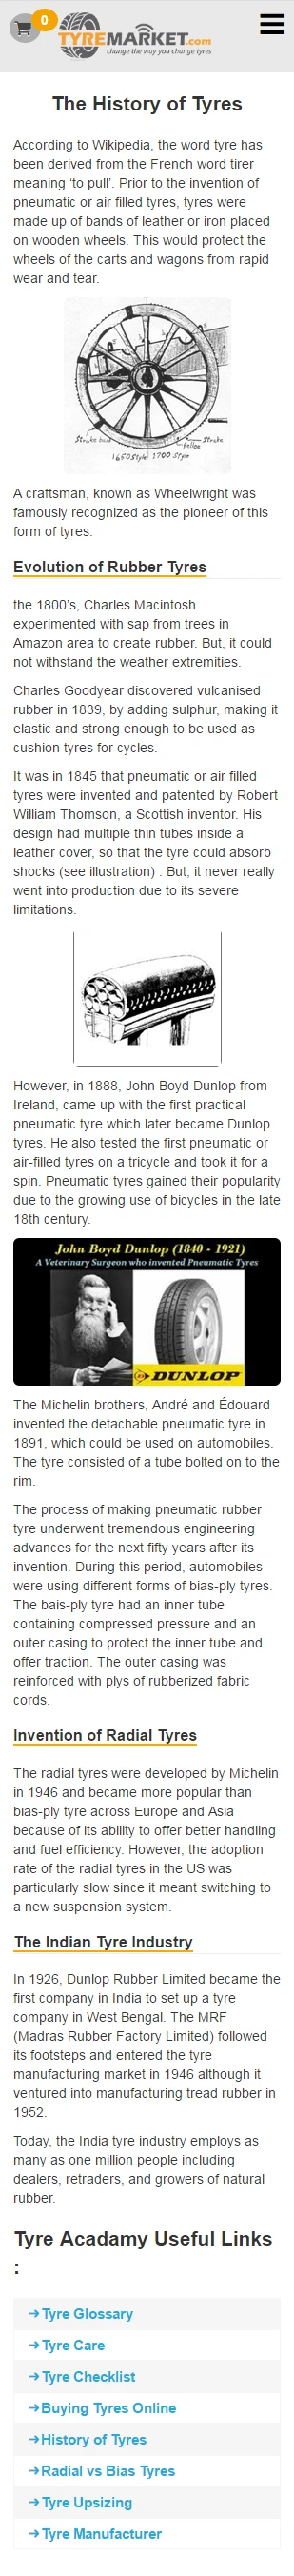 0
TYREMARKET.com
change the way you change tyres
The History of Tyres
According to Wikipedia, the word tyre has
been derived from the French word tirer
meaning ‘to pull’. Prior to the invention of
pneumatic or air filled tyres, tyres were
made up of bands of leather or iron placed
on wooden wheels. This would protect the
wheels of the carts and wagons from rapid
wear and tear.
Strake band
fellee
Strake
1650 Style 1700 Style
A craftsman, known as Wheelwright was
famously recognized as the pioneer of this
form of tyres.
Evolution of Rubber Tyres
the 1800’s, Charles Macintosh
experimented with sap from trees in
Amazon area to create rubber. But, it could
not withstand the weather extremities.
Charles Goodyear discovered vulcanised
rubber in 1839, by adding sulphur, making it
elastic and strong enough to be used as
cushion tyres for cycles.
It was in 1845 that pneumatic or air filled
tyres were invented and patented by Robert
William Thomson, a Scottish inventor. His
design had multiple thin tubes inside a
leather cover, so that the tyre could absorb
shocks (see illustration) . But, it never really
went into production due to its severe
limitations.
However, in 1888, John Boyd Dunlop from
Ireland, came up with the first practical
pneumatic tyre which later became Dunlop
tyres. He also tested the first pneumatic or
air-filled tyres on a tricycle and took it for a
spin. Pneumatic tyres gained their popularity
due to the growing use of bicycles in the late
18th century.
John Boyd Dunlop (1840 - 1921)
A Veterinary Surgeon who invented Pneumatic Tyres
DUNLOP
The Michelin brothers, André and Édouard
invented the detachable pneumatic tyre in
1891, which could be used on automobiles.
The tyre consisted of a tube bolted on to the
rim.
The process of making pneumatic rubber
tyre underwent tremendous engineering
advances for the next fifty years after its
invention. During this period, automobiles
were using different forms of bias-ply tyres.
The bais-ply tyre had an inner tube
containing compressed pressure and an
outer casing to protect the inner tube and
offer traction. The outer casing was
reinforced with plys of rubberized fabric
cords.
Invention of Radial Tyres
The radial tyres were developed by Michelin
in 1946 and became more popular than
bias-ply tyre across Europe and Asia
because of its ability to offer better handling
and fuel efficiency. However, the adoption
rate of the radial tyres in the US was
particularly slow since it meant switching to
a new suspension system.
The Indian Tyre Industry
In 1926, Dunlop Rubber Limited became the
first company in India to set up a tyre
company in West Bengal. The MRF
(Madras Rubber Factory Limited) followed
its footsteps and entered the tyre
manufacturing market in 1946 although it
ventured into manufacturing tread rubber in
1952.
Today, the India tyre industry employs as
many as one million people including
dealers, retraders, and growers of natural
rubber.
Tyre Acadamy Useful Links
:
➜Tyre Glossary
➜Tyre Care
➜Tyre Checklist
➜Buying Tyres Online
➜History of Tyres
➜Radial vs Bias Tyres
➜Tyre Upsizing
➜Tyre Manufacturer